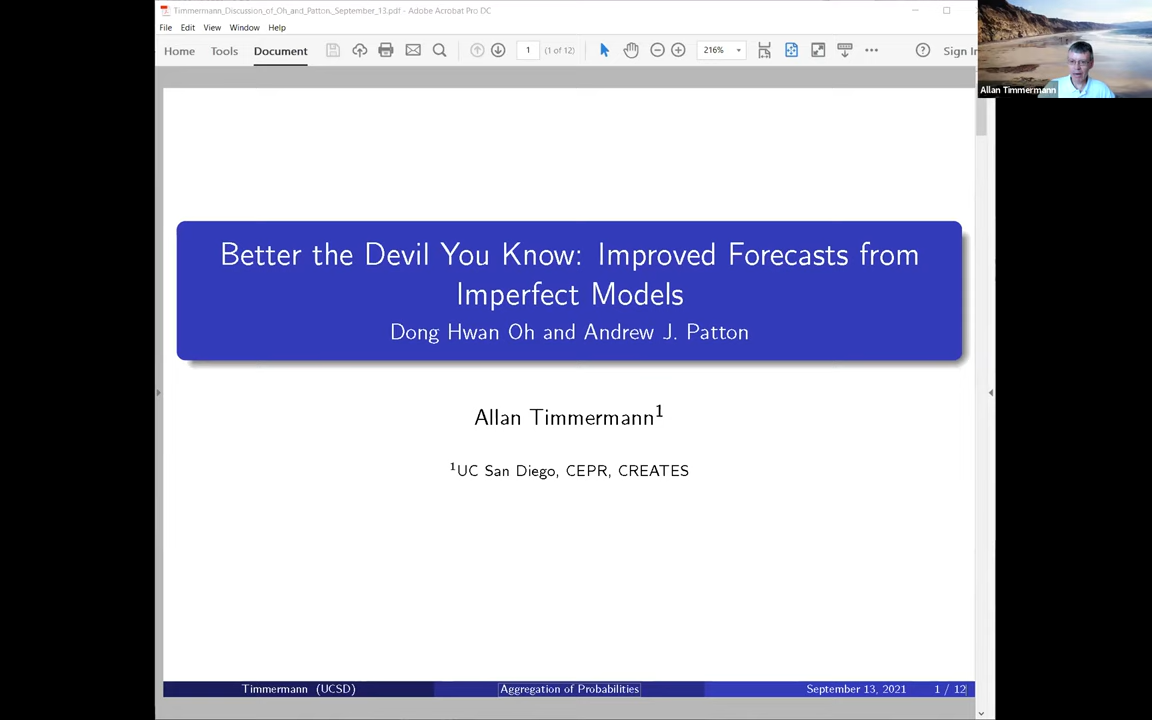 Timmermann_Discussion_of_Oh_and_Patton_September_13.pdf - Adobe Acrobat Pro DC
File Edit View Window Help
Home Tools Document 1 (1 of 12) 216% Sign In
Allan Timmermann
Better the Devil You Know: Improved Forecasts from
Imperfect Models
Dong Hwan Oh and Andrew J. Patton
Allan Timmermann¹
¹UC San Diego, CEPR, CREATES
Timmermann (UCSD) Aggregation of Probabilities September 13, 2021 1 / 12